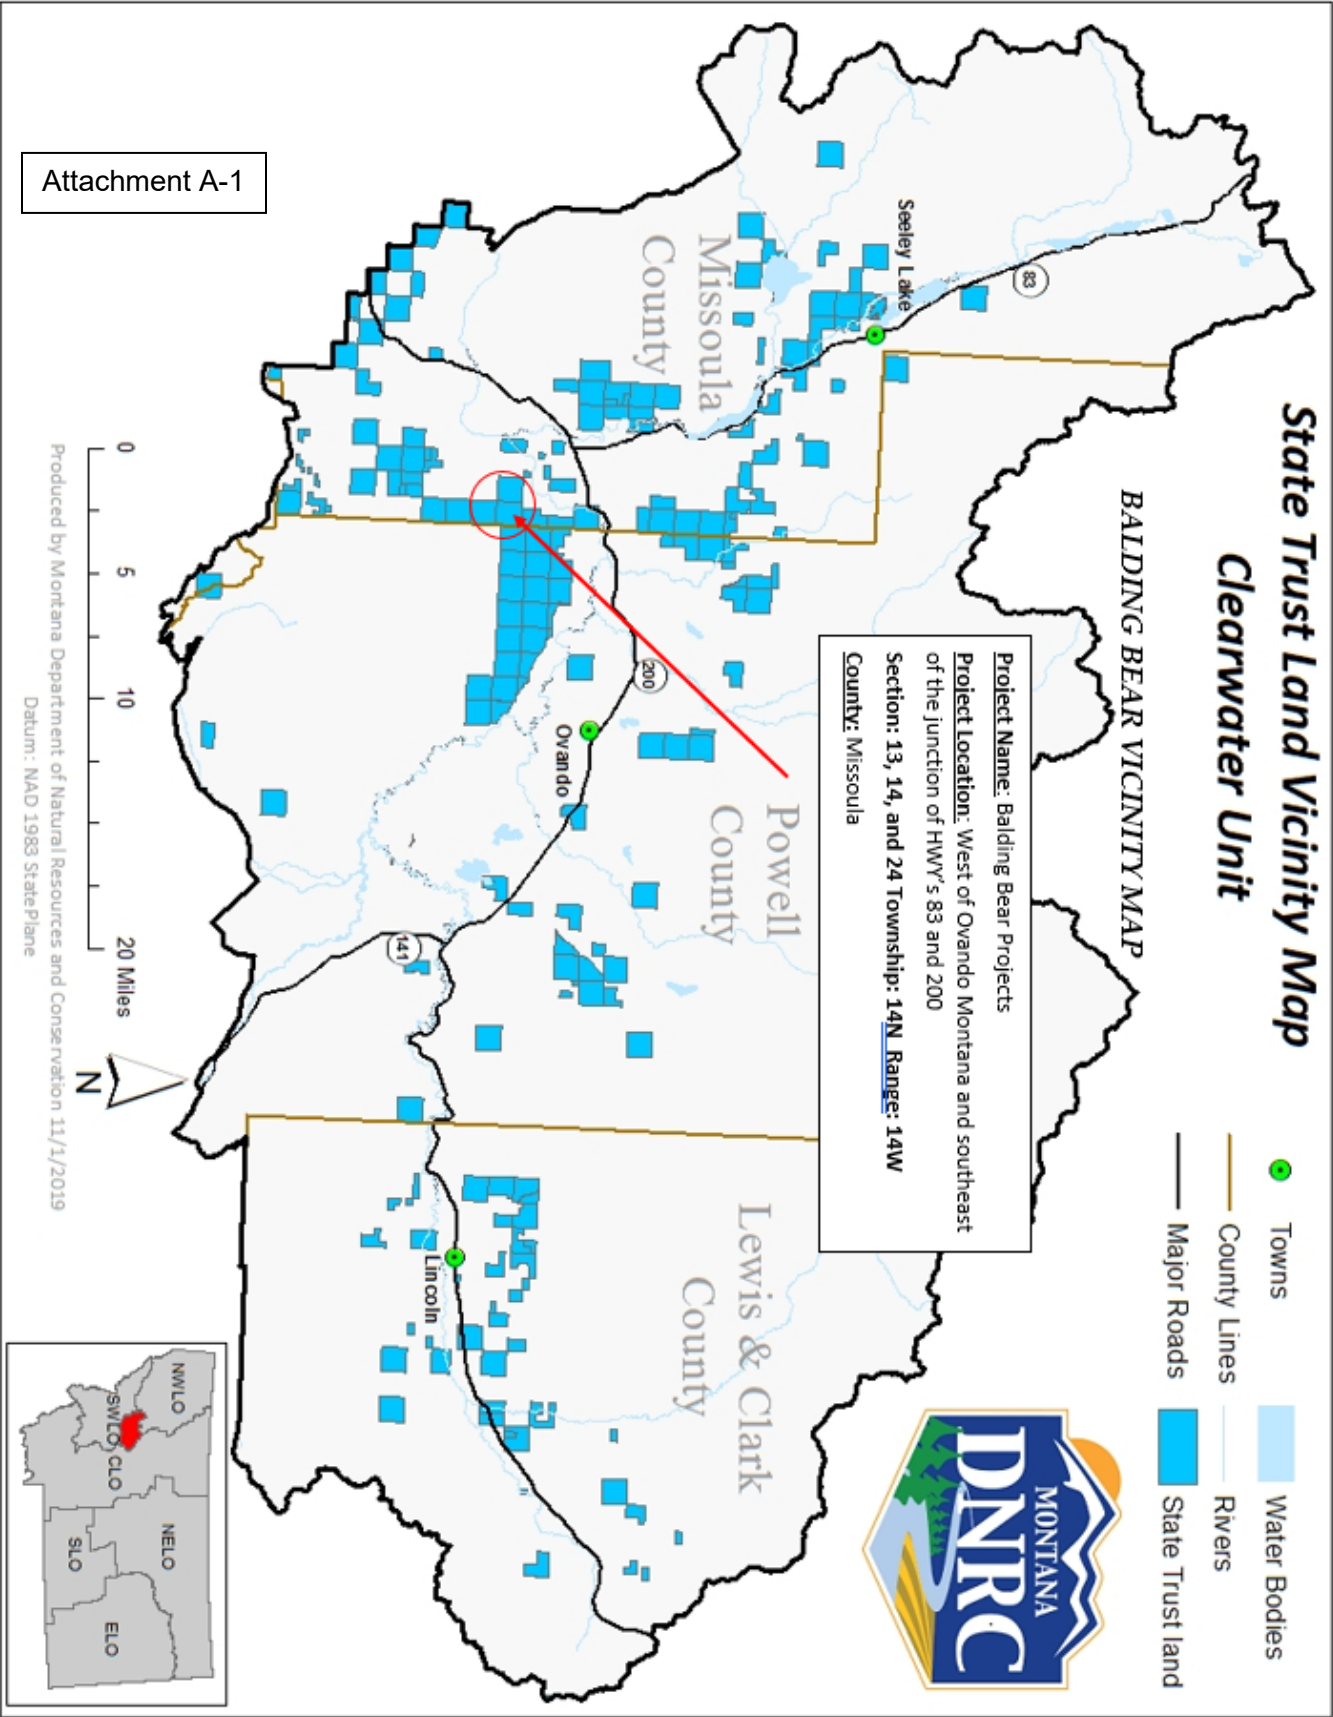 Attachment A-1
State Trust Land Vicinity Map
Clearwater Unit
BALDING BEAR VICINITY MAP
Towns
County Lines
Major Roads
Water Bodies
Rivers
State Trust land
MONTANA
DNRC
Project Name: Balding Bear Projects
Project Location: West of Ovando Montana and southeast
of the junction of HWY's 83 and 200
Section: 13, 14, and 24 Township: 14N Range: 14W
County: Missoula
83
Seeley Lake
Missoula
County
Powell
County
Lewis & Clark
County
200
Ovando
141
Lincoln
0 5 10 20 Miles
N
Produced by Montana Department of Natural Resources and Conservation 11/1/2019
Datum: NAD 1983 StatePlane
NWLO
SWLO
CLO
NELO
SLO
ELO